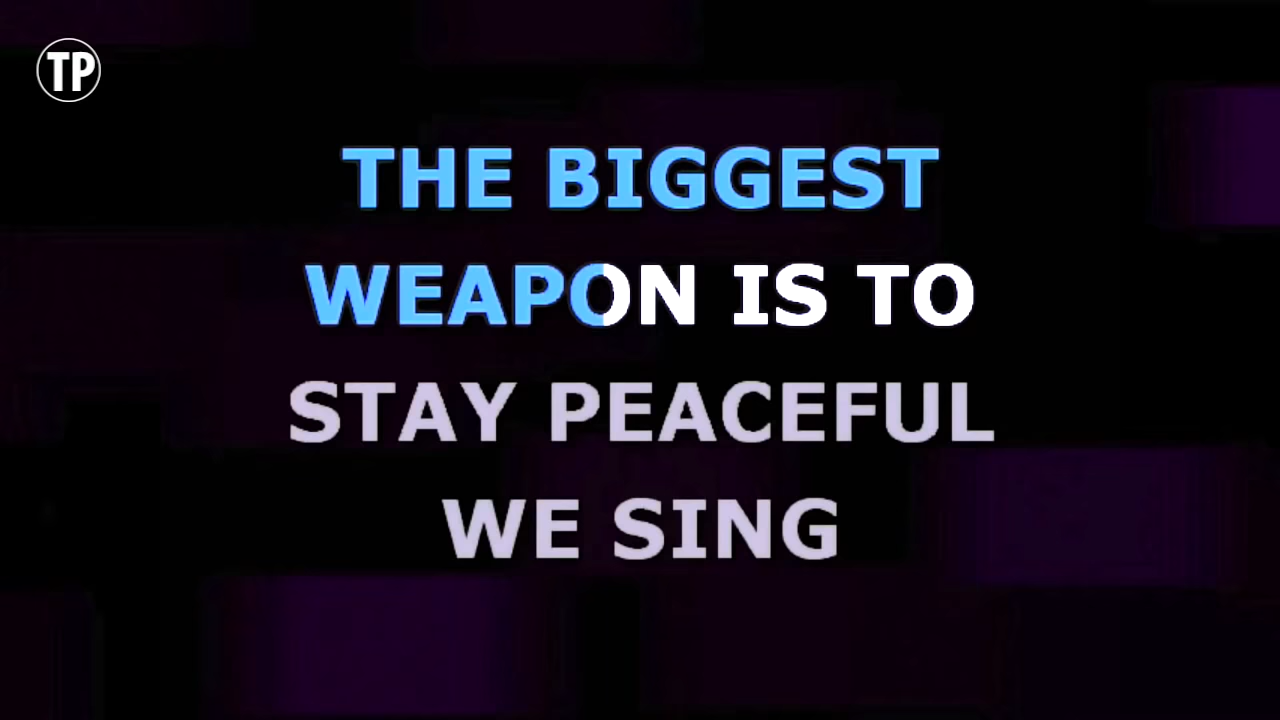 TP
THE BIGGEST
WEAPON IS TO
STAY PEACEFUL
WE SING